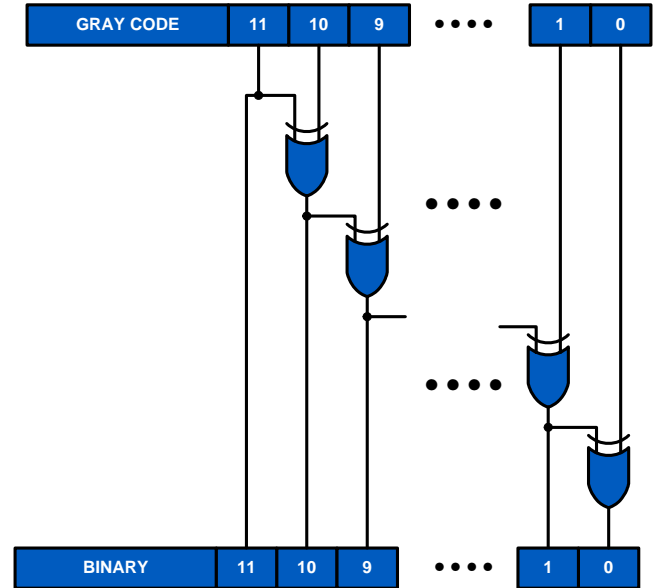 GRAY CODE 11 10 9 •••• 1 0
BINARY 11 10 9 •••• 1 0